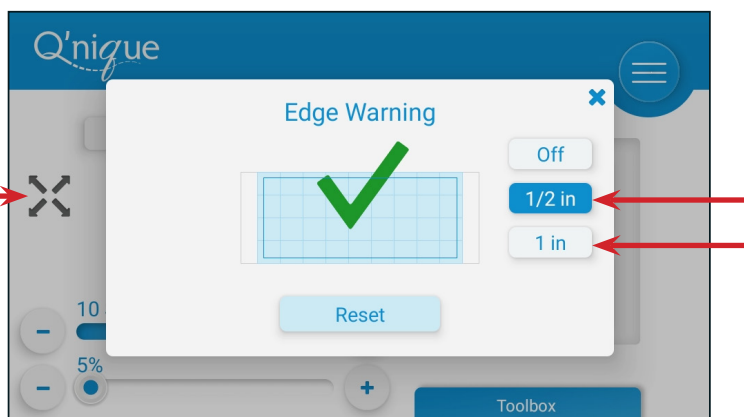 Q'nique
Edge Warning
Off
1/2 in
1 in
Reset
10
5%
Toolbox